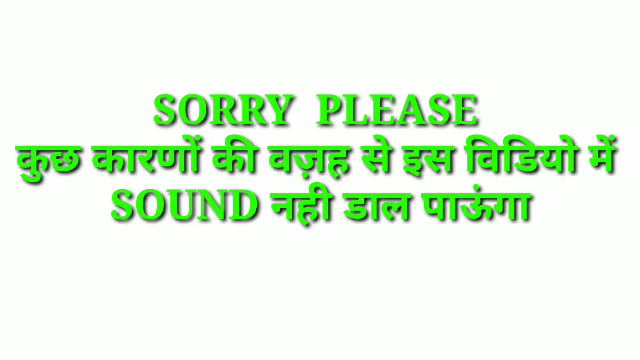 SORRY PLEASE
कुछ कारणों की वज़ह से इस विडियो में
SOUND नही डाल पाऊंगा